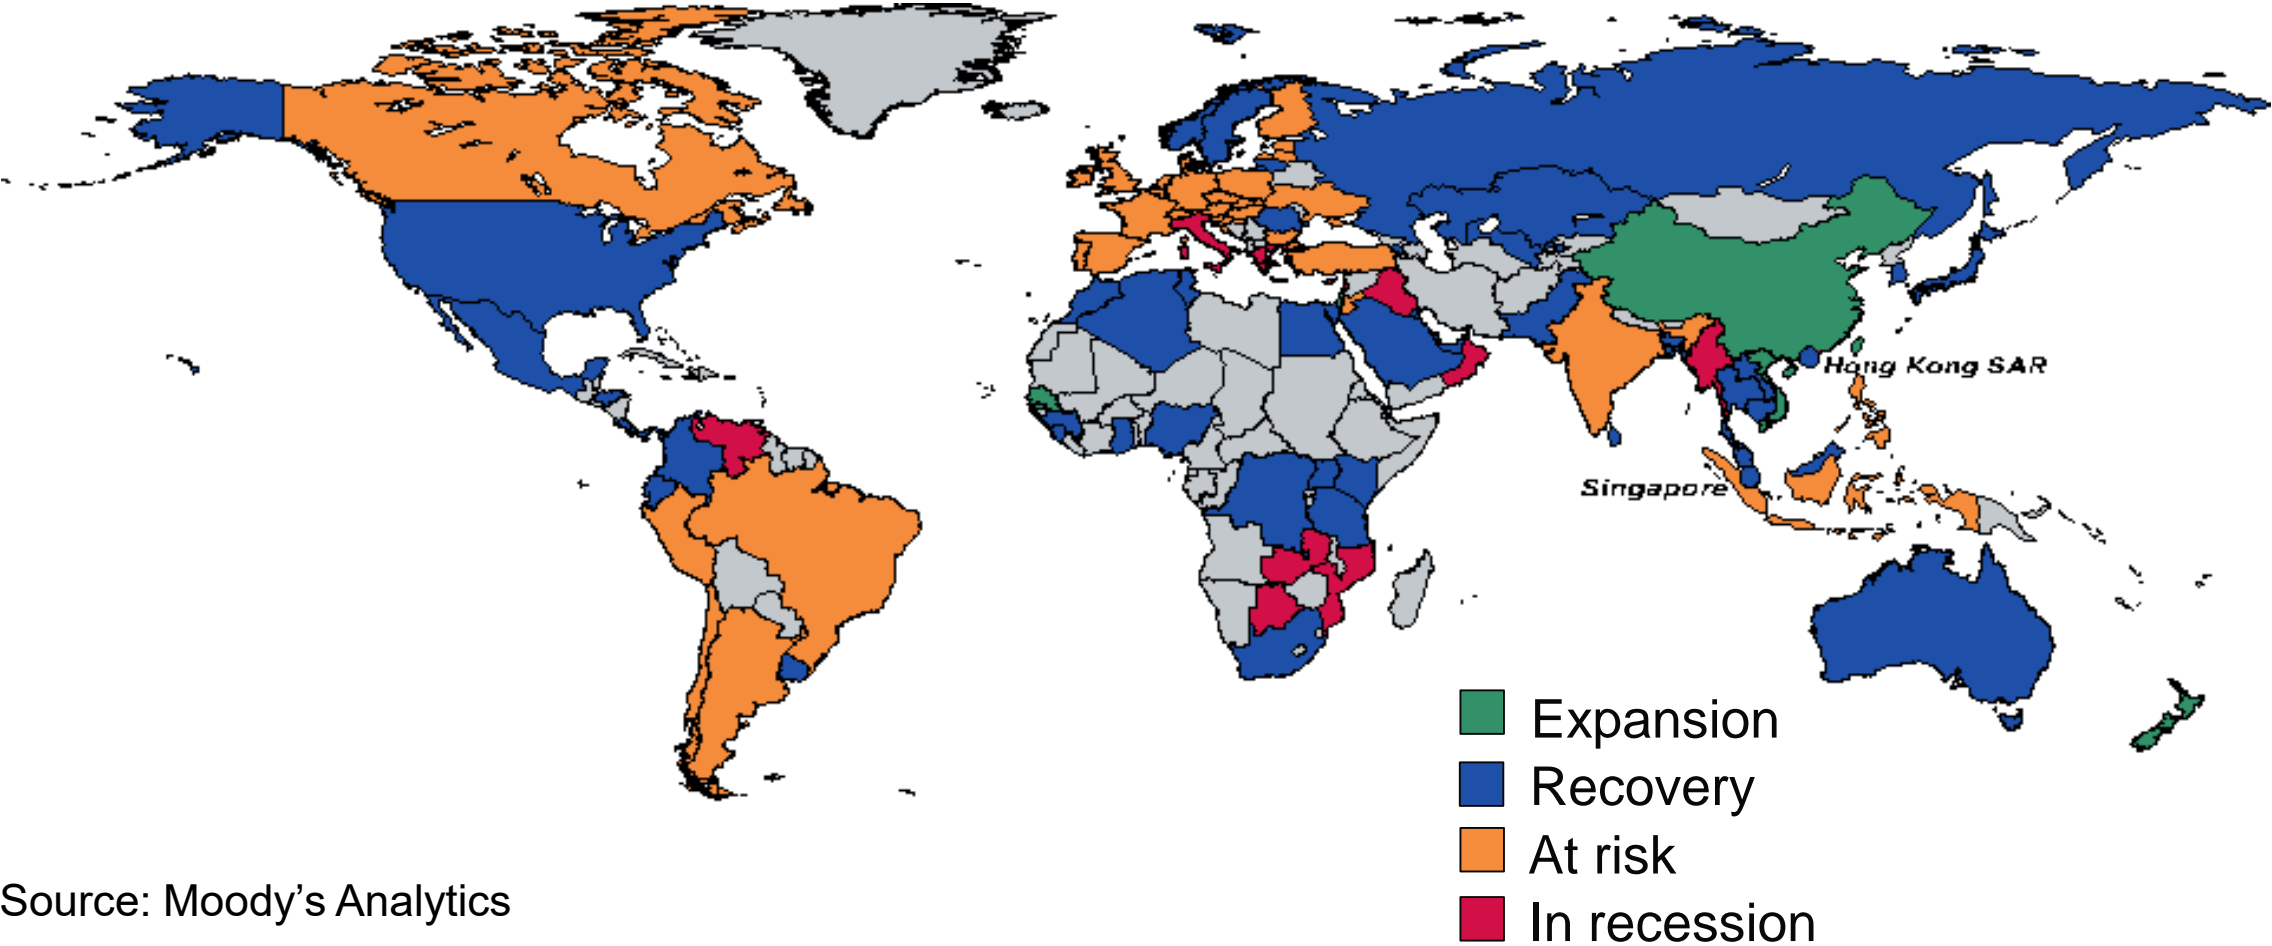 Hong Kong SAR
Singapore
Expansion
Recovery
At risk
In recession
Source: Moody’s Analytics